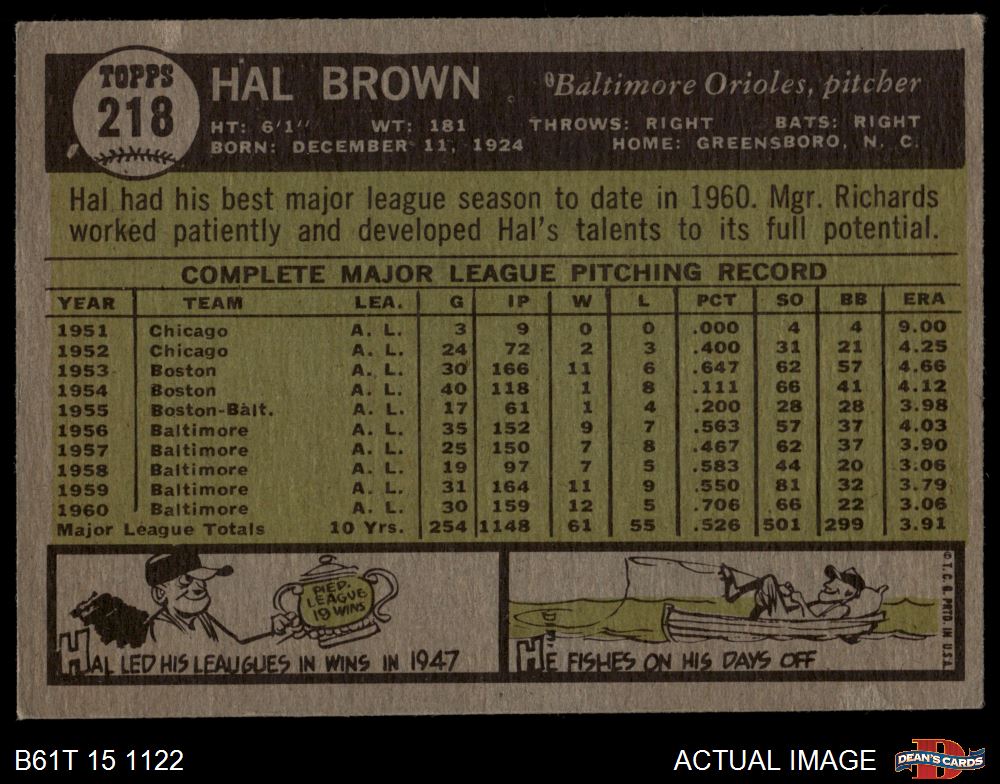 TOPPS
218
HAL BROWN
Baltimore Orioles, pitcher
HT: 6'1" WT: 181 THROWS: RIGHT BATS: RIGHT
BORN: DECEMBER 11, 1924 HOME: GREENSBORO, N. C.
Hal had his best major league season to date in 1960. Mgr. Richards
worked patiently and developed Hal's talents to its full potential.
COMPLETE MAJOR LEAGUE PITCHING RECORD
YEAR TEAM LEA. G IP W L PCT SO BB ERA
1951 Chicago A. L. 3 9 0 0 .000 4 4 9.00
1952 Chicago A. L. 24 72 2 3 .400 31 21 4.25
1953 Boston A. L. 30 166 11 6 .647 62 57 4.66
1954 Boston A. L. 40 118 1 8 .111 66 41 4.12
1955 Boston-Balt. A. L. 17 61 1 4 .200 28 28 3.98
1956 Baltimore A. L. 35 152 9 7 .563 57 37 4.03
1957 Baltimore A. L. 25 150 7 8 .467 62 37 3.90
1958 Baltimore A. L. 19 97 7 5 .583 44 20 3.06
1959 Baltimore A. L. 31 164 11 9 .550 81 32 3.79
1960 Baltimore A. L. 30 159 12 5 .706 66 22 3.06
Major League Totals 10 Yrs. 254 1148 61 55 .526 501 299 3.91
PIED.
LEAGUE
19 WINS
HAL LED HIS LEAUGUES IN WINS IN 1947
HE FISHES ON HIS DAYS OFF
© T. C. G. PRTD. IN U.S.A.
B61T 15 1122
ACTUAL IMAGE
DEAN'S CARDS